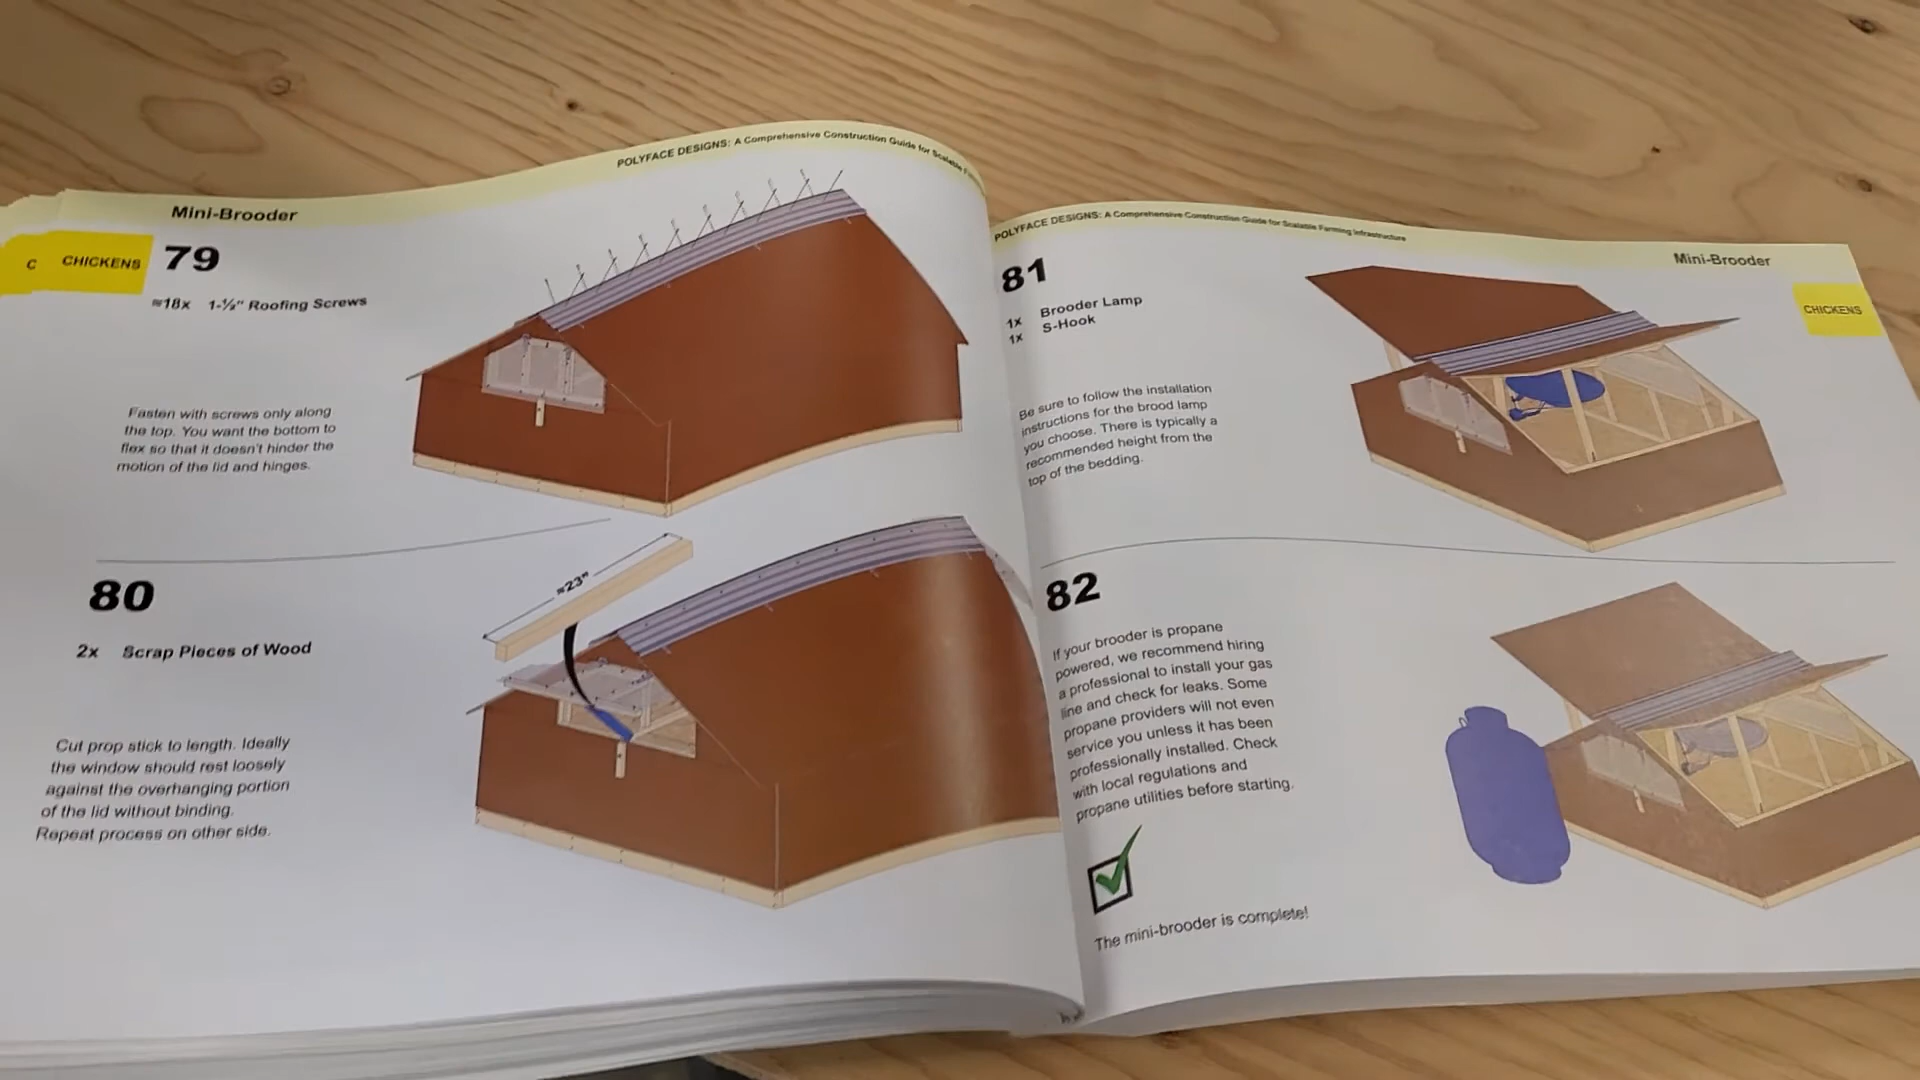 POLYFACE DESIGNS: A Comprehensive Construction Guide for Scalable
Mini-Brooder
C CHICKENS
79
≈18x 1-½" Roofing Screws
Fasten with screws only along
the top. You want the bottom to
flex so that it doesn't hinder the
motion of the lid and hinges.
80
2x Scrap Pieces of Wood
≈23"
Cut prop stick to length. Ideally
the window should rest loosely
against the overhanging portion
of the lid without binding.
Repeat process on other side.
POLYFACE DESIGNS: A Comprehensive Construction Guide for Scalable Farming Infrastructure
Mini-Brooder
CHICKENS
81
1x Brooder Lamp
1x S-Hook
Be sure to follow the installation
instructions for the brood lamp
you choose. There is typically a
recommended height from the
top of the bedding.
82
If your brooder is propane
powered, we recommend hiring
a professional to install your gas
line and check for leaks. Some
propane providers will not even
service you unless it has been
professionally installed. Check
with local regulations and
propane utilities before starting.
The mini-brooder is complete!